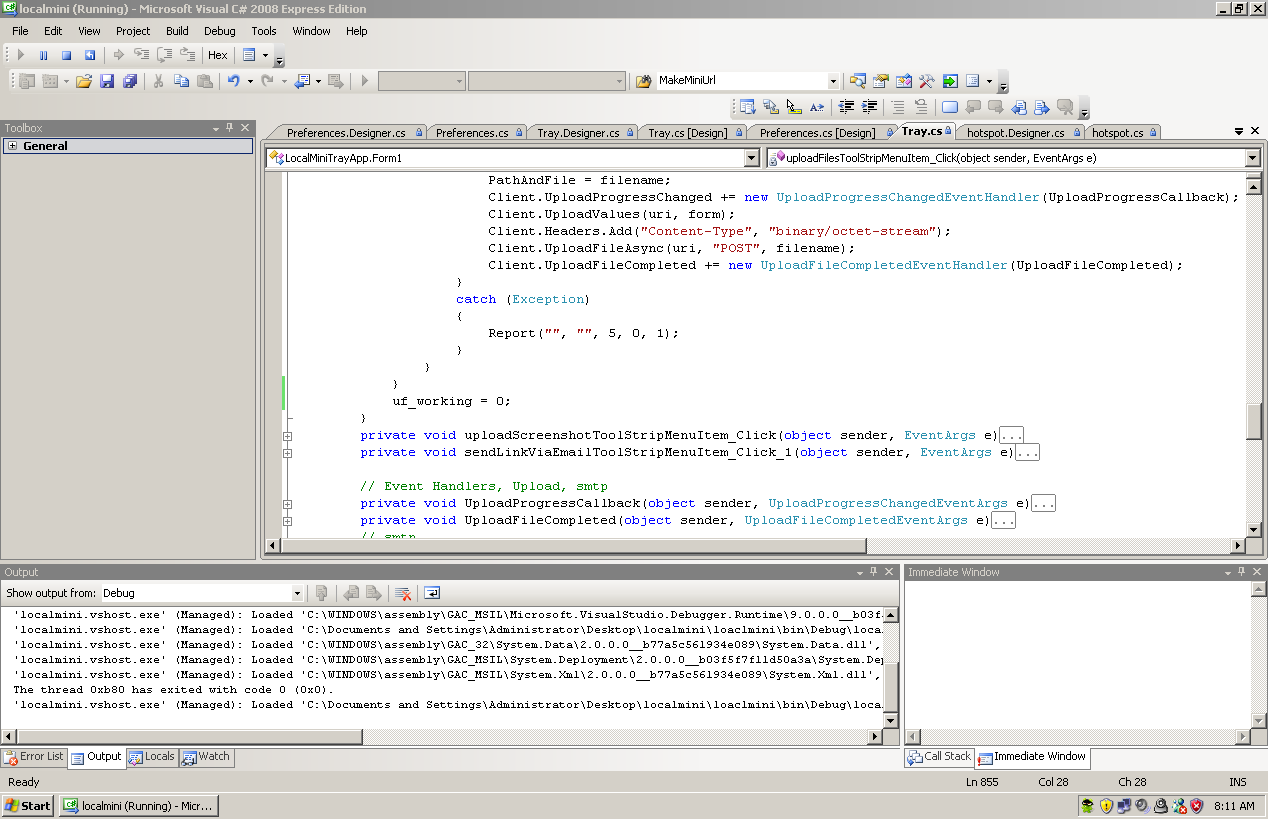 localmini (Running) - Microsoft Visual C# 2008 Express Edition
File Edit View Project Build Debug Tools Window Help
Hex
MakeMiniUrl
Toolbox
General
Preferences.Designer.cs Preferences.cs Tray.Designer.cs Tray.cs [Design] Preferences.cs [Design] Tray.cs hotspot.Designer.cs hotspot.cs
LocalMiniTrayApp.Form1 uploadFilesToolStripMenuItem_Click(object sender, EventArgs e)
PathAndFile = filename;
Client.UploadProgressChanged += new UploadProgressChangedEventHandler(UploadProgressCallback);
Client.UploadValues(uri, form);
Client.Headers.Add("Content-Type", "binary/octet-stream");
Client.UploadFileAsync(uri, "POST", filename);
Client.UploadFileCompleted += new UploadFileCompletedEventHandler(UploadFileCompleted);
}
catch (Exception)
{
Report("", "", 5, 0, 1);
}
}
}
uf_working = 0;
}
private void uploadScreenshotToolStripMenuItem_Click(object sender, EventArgs e)...
private void sendLinkViaEmailToolStripMenuItem_Click_1(object sender, EventArgs e)...
// Event Handlers, Upload, smtp
private void UploadProgressCallback(object sender, UploadProgressChangedEventArgs e)...
private void UploadFileCompleted(object sender, UploadFileCompletedEventArgs e)...
// smtp
Output
Show output from: Debug
'localmini.vshost.exe' (Managed): Loaded 'C:\WINDOWS\assembly\GAC_MSIL\Microsoft.VisualStudio.Debugger.Runtime\9.0.0.0__b03f
'localmini.vshost.exe' (Managed): Loaded 'C:\Documents and Settings\Administrator\Desktop\localmini\loaclmini\bin\Debug\loca
'localmini.vshost.exe' (Managed): Loaded 'C:\WINDOWS\assembly\GAC_32\System.Data\2.0.0.0__b77a5c561934e089\System.Data.dll',
'localmini.vshost.exe' (Managed): Loaded 'C:\WINDOWS\assembly\GAC_MSIL\System.Deployment\2.0.0.0__b03f5f7f11d50a3a\System.De
'localmini.vshost.exe' (Managed): Loaded 'C:\WINDOWS\assembly\GAC_MSIL\System.Xml\2.0.0.0__b77a5c561934e089\System.Xml.dll',
The thread 0xb80 has exited with code 0 (0x0).
'localmini.vshost.exe' (Managed): Loaded 'C:\Documents and Settings\Administrator\Desktop\localmini\loaclmini\bin\Debug\loca
Immediate Window
Error List Output Locals Watch
Call Stack Immediate Window
Ready Ln 855 Col 28 Ch 28 INS
Start localmini (Running) - Micr... 8:11 AM